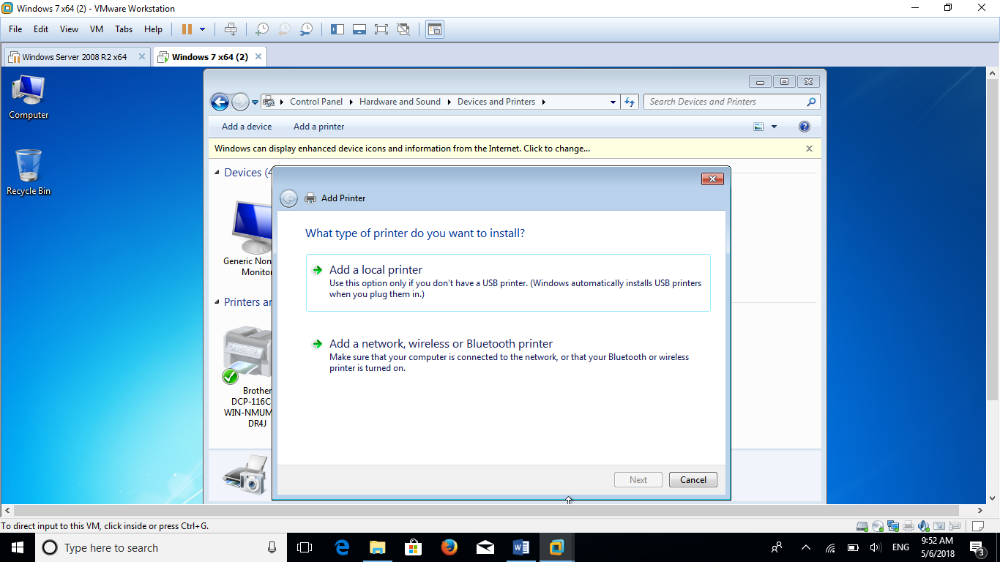 Windows 7 x64 (2) - VMware Workstation
File Edit View VM Tabs Help
Windows Server 2008 R2 x64
Windows 7 x64 (2)
Computer
Recycle Bin
Control Panel Hardware and Sound Devices and Printers
Search Devices and Printers
Add a device Add a printer
Windows can display enhanced device icons and information from the Internet. Click to change...
Devices (4
Generic Non
Monitor
Printers an
Brother
DCP-116C
WIN-NMUM
DR4J
Add Printer
What type of printer do you want to install?
Add a local printer
Use this option only if you don't have a USB printer. (Windows automatically installs USB printers
when you plug them in.)
Add a network, wireless or Bluetooth printer
Make sure that your computer is connected to the network, or that your Bluetooth or wireless
printer is turned on.
Next Cancel
To direct input to this VM, click inside or press Ctrl+G.
Type here to search
ENG
9:52 AM
5/6/2018
3